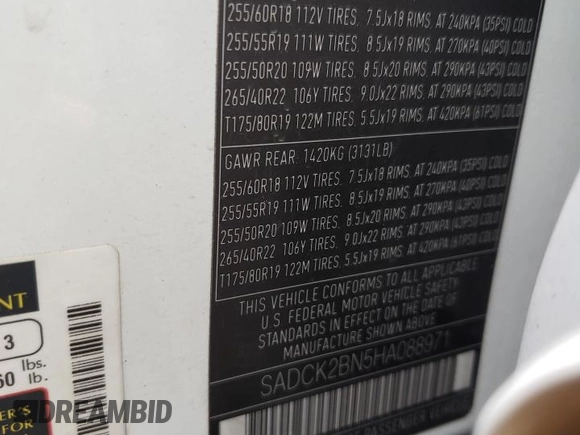 255/60R18 112V TIRES. 7.5Jx18 RIMS. AT 240KPA (35PSI) COLD
255/55R19 111W TIRES. 8.5Jx19 RIMS. AT 270KPA (40PSI) COLD
255/50R20 109W TIRES. 8.5Jx20 RIMS. AT 290KPA (43PSI) COLD
265/40R22 106Y TIRES. 9.0Jx22 RIMS. AT 290KPA (43PSI) COLD
T175/80R19 122M TIRES. 5.5Jx19 RIMS. AT 420KPA (61PSI) COLD
GAWR REAR: 1420KG (3131LB)
255/60R18 112V TIRES. 7.5Jx18 RIMS. AT 240KPA (35PSI) COLD
255/55R19 111W TIRES. 8.5Jx19 RIMS. AT 270KPA (40PSI) COLD
255/50R20 109W TIRES. 8.5Jx20 RIMS. AT 290KPA (43PSI) COLD
265/40R22 106Y TIRES. 9.0Jx22 RIMS. AT 290KPA (43PSI) COLD
T175/80R19 122M TIRES. 5.5Jx19 RIMS. AT 420KPA (61PSI) COLD
THIS VEHICLE CONFORMS TO ALL APPLICABLE
U.S. FEDERAL MOTOR VEHICLE SAFETY
STANDARDS IN EFFECT ON THE DATE OF
SADCK2BN5HA088971
PASSENGER
NT
3
60 lbs.
lb.
ER'S
FOR
DREAMBID